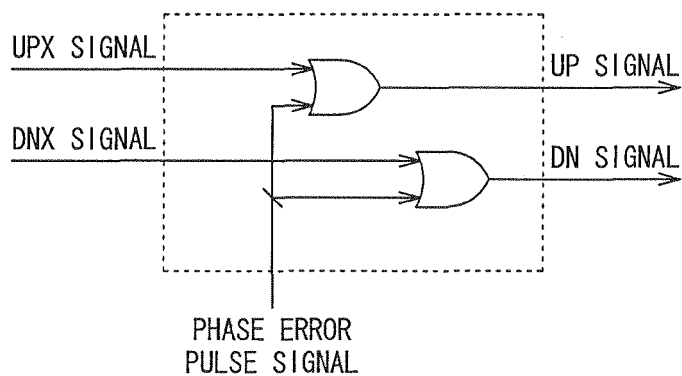 UPX SIGNAL
UP SIGNAL
DNX SIGNAL
DN SIGNAL
PHASE ERROR
PULSE SIGNAL